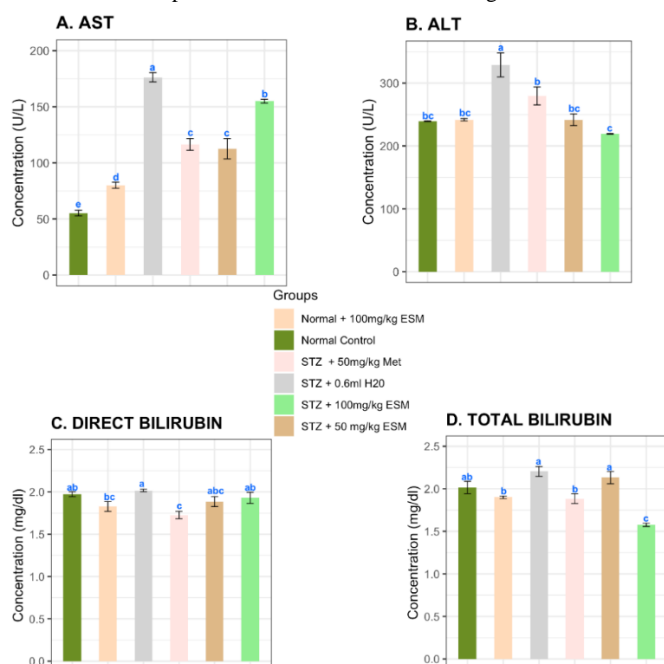 A. AST
200
150
100
50
0
Concentration (U/L)
e
d
a
c
c
b
B. ALT
300
200
100
0
Concentration (U/L)
bc
bc
a
b
bc
c
Groups
Normal + 100mg/kg ESM
Normal Control
STZ + 50mg/kg Met
STZ + 0.6ml H20
STZ + 100mg/kg ESM
STZ + 50 mg/kg ESM
C. DIRECT BILIRUBIN
2.5
2.0
1.5
1.0
0.5
0.0
Concentration (mg/dl)
ab
bc
a
c
abc
ab
D. TOTAL BILIRUBIN
2.5
2.0
1.5
1.0
0.5
0.0
Concentration (mg/dl)
ab
b
a
b
a
c